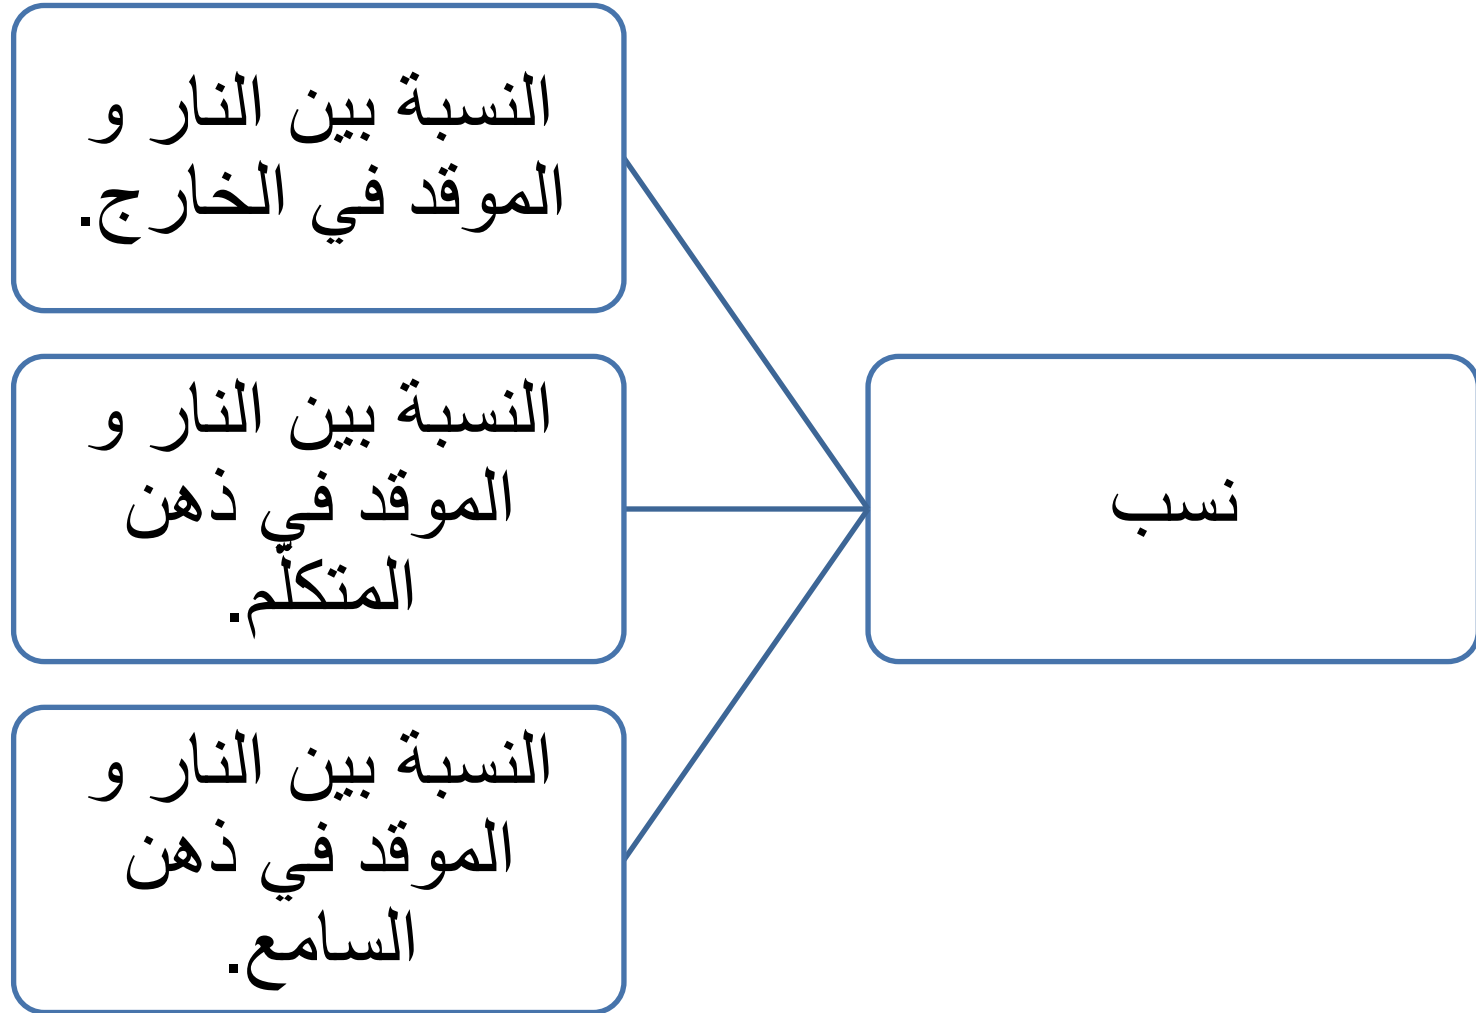 نسب
النسبة بين النار و
الموقد في الخارج.
النسبة بين النار و
الموقد في ذهن
المتكلّم.
النسبة بين النار و
الموقد في ذهن
السامع.